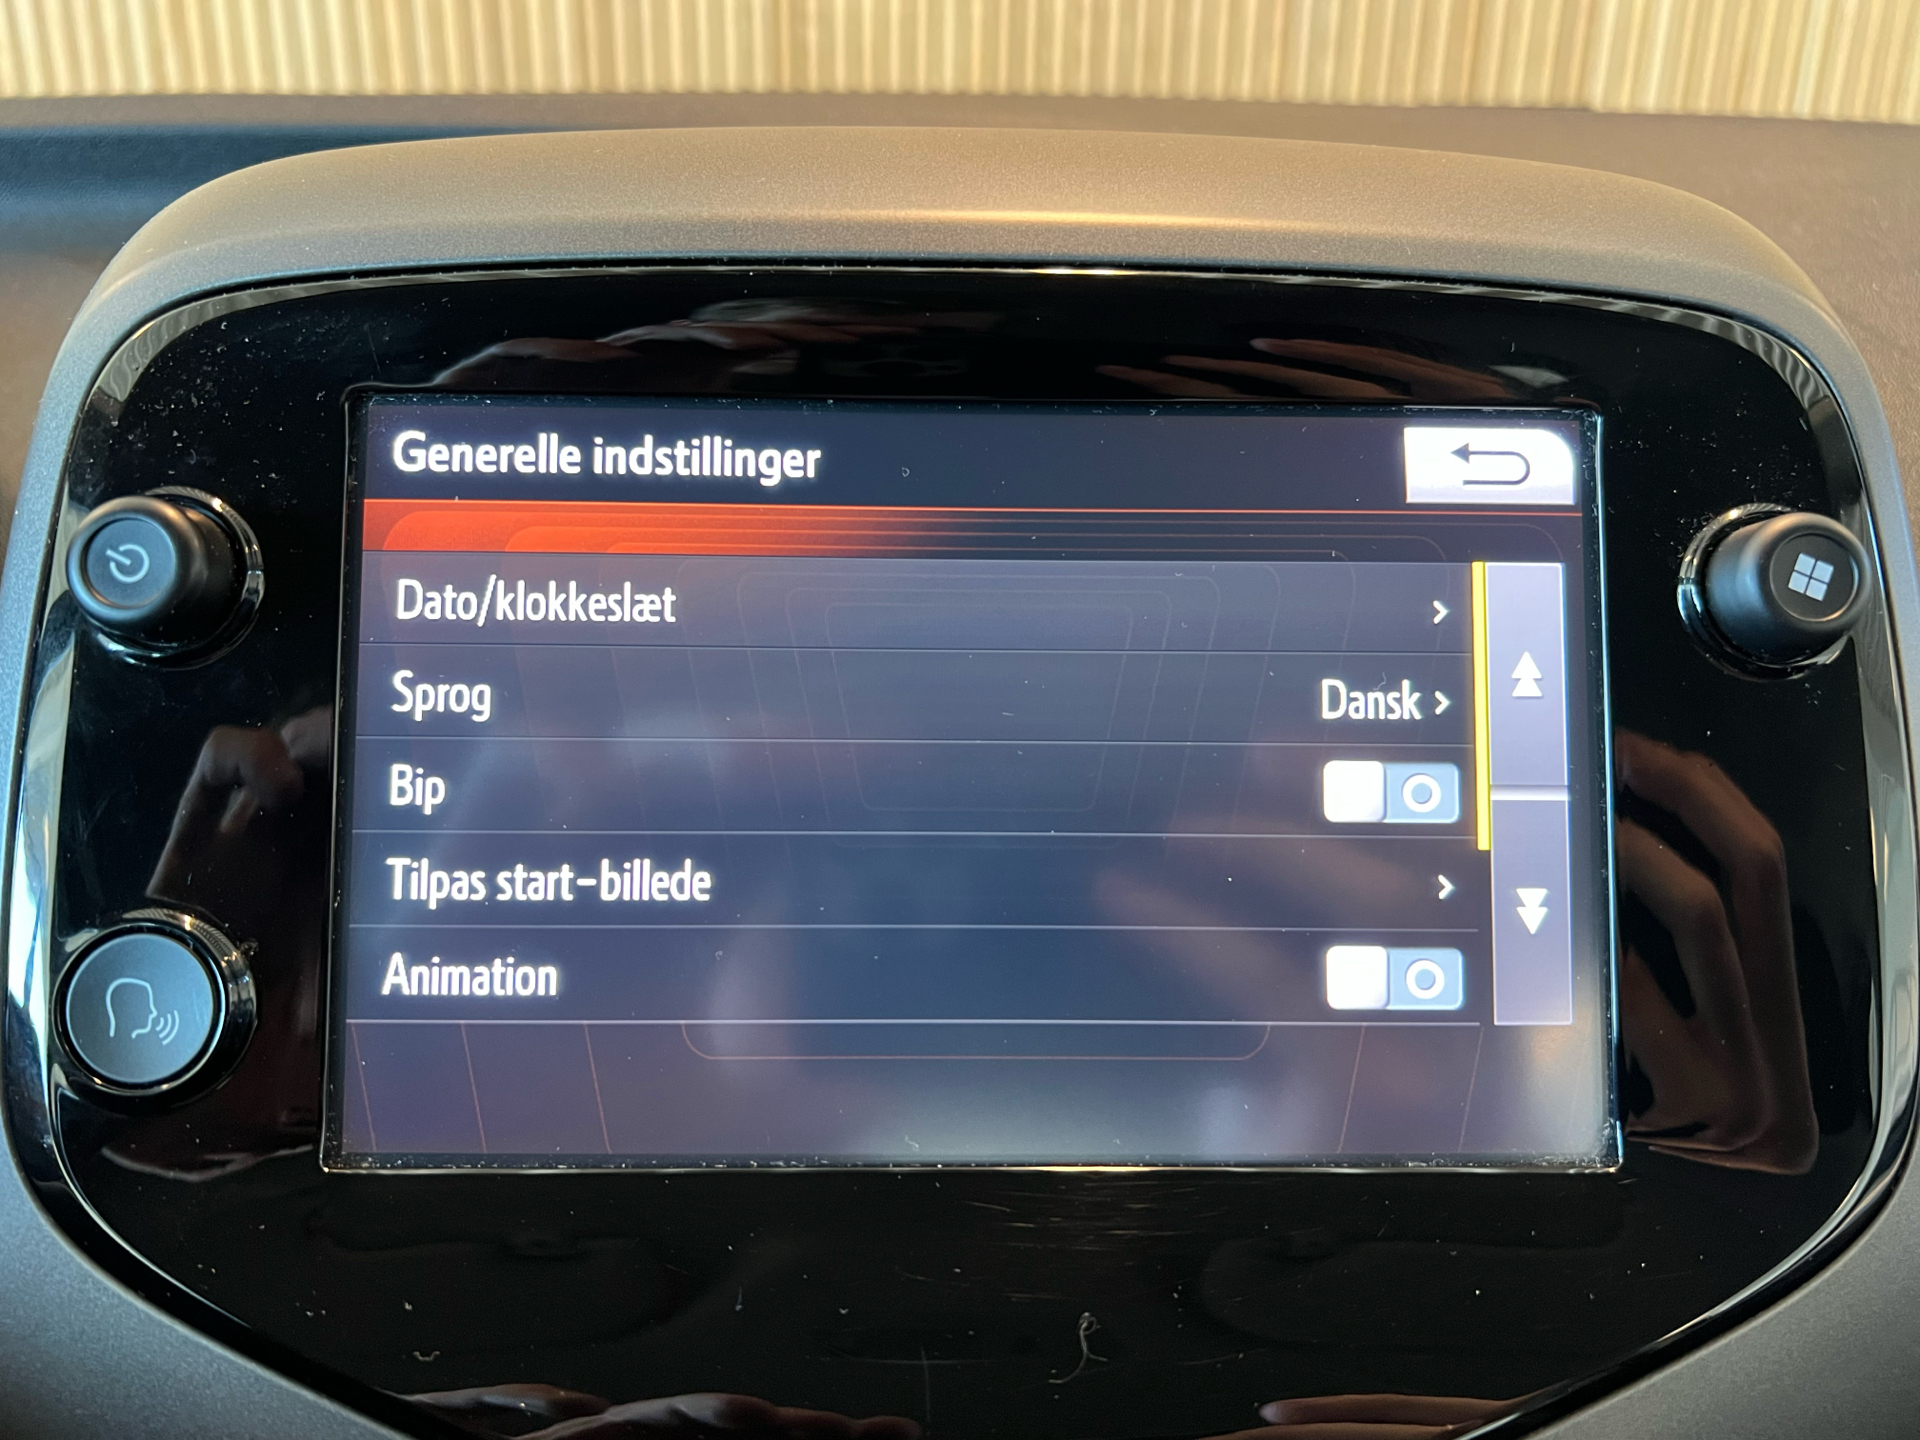 Generelle indstillinger
Dato/klokkeslæt
Sprog Dansk
Bip
Tilpas start-billede
Animation